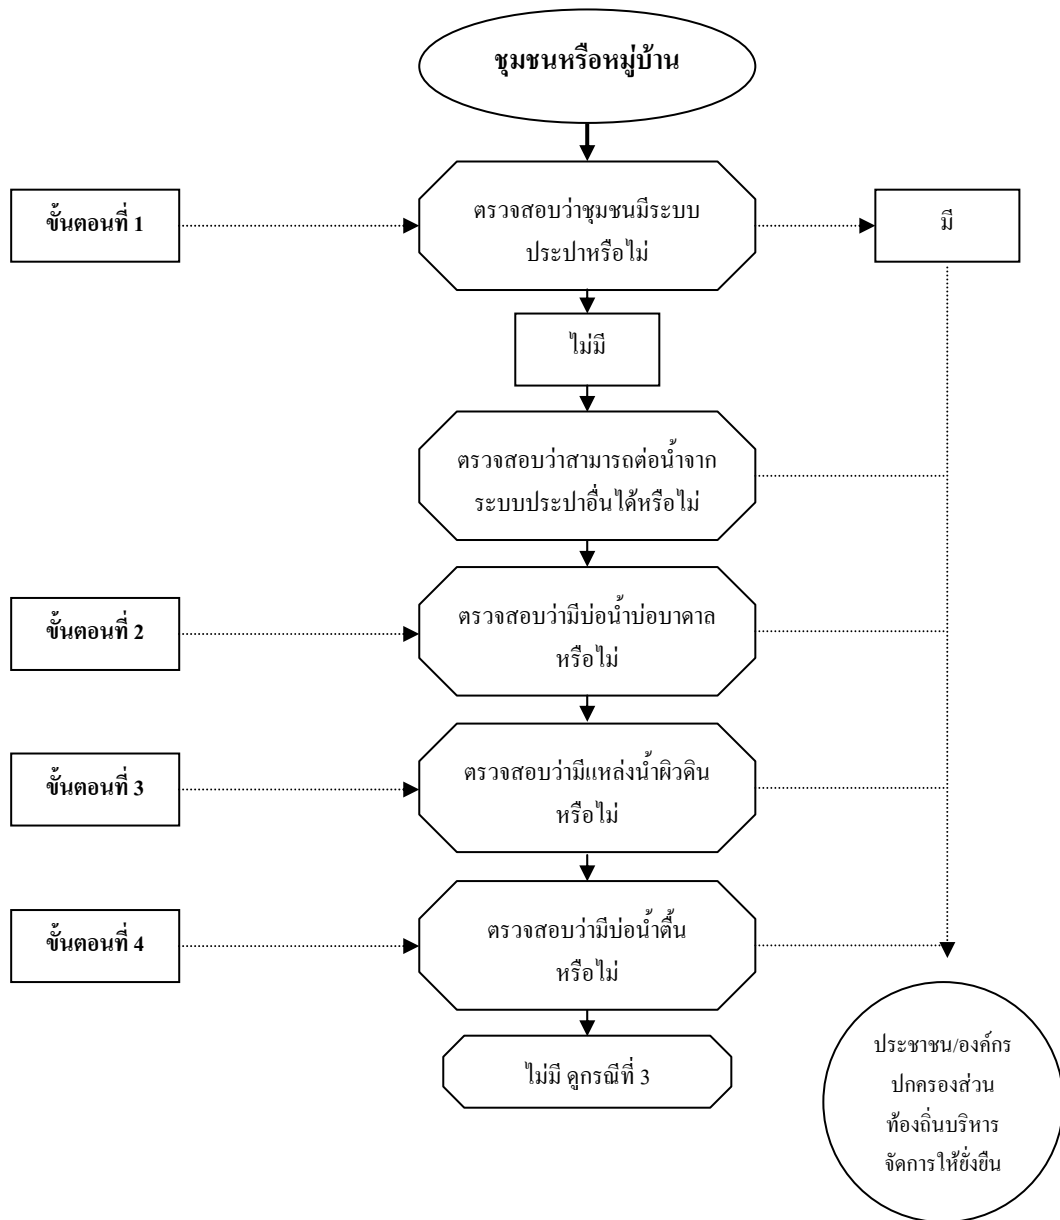 ชุมชนหรือหมู่บ้าน
ขั้นตอนที่ 1
ตรวจสอบว่าชุมชนมีระบบ
ประปาหรือไม่
มี
ไม่มี
ตรวจสอบว่าสามารถต่อน้ำจาก
ระบบประปาอื่นได้หรือไม่
ขั้นตอนที่ 2
ตรวจสอบว่ามีบ่อน้ำบ่อบาดาล
หรือไม่
ขั้นตอนที่ 3
ตรวจสอบว่ามีแหล่งน้ำผิวดิน
หรือไม่
ขั้นตอนที่ 4
ตรวจสอบว่ามีบ่อน้ำตื้น
หรือไม่
ไม่มี ดูกรณีที่ 3
ประชาชน/องค์กร
ปกครองส่วน
ท้องถิ่นบริหาร
จัดการให้ยั่งยืน